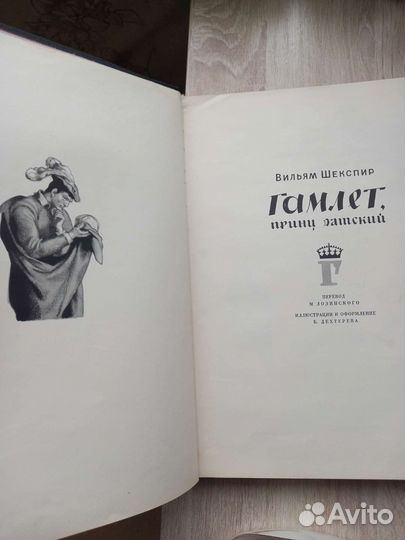 Вильям Шекспир
Гамлет,
принц датский
Г
ПЕРЕВОД
М. ЛОЗИНСКОГО
ИЛЛЮСТРАЦИИ И ОФОРМЛЕНИЕ
Б. ДЕХТЕРЕВА
Avito